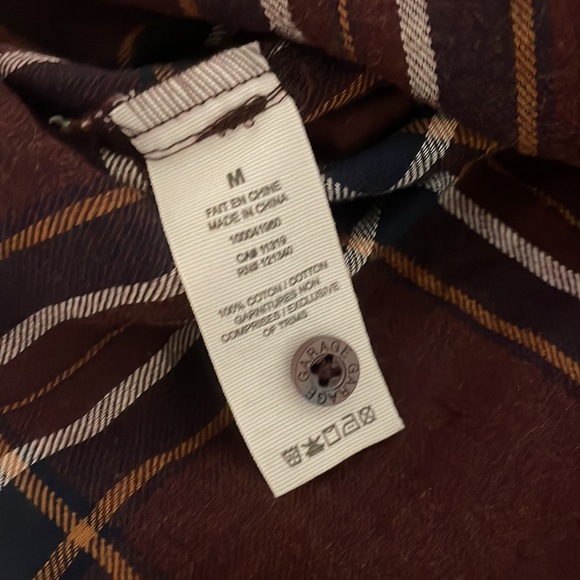 M
FAIT EN CHINE
MADE IN CHINA
100041960
CA# 11319
RN# 121340
100% COTON / COTTON
GARNITURES NON
COMPRISES / EXCLUSIVE
OF TRIMS
GARAGE GARAGE